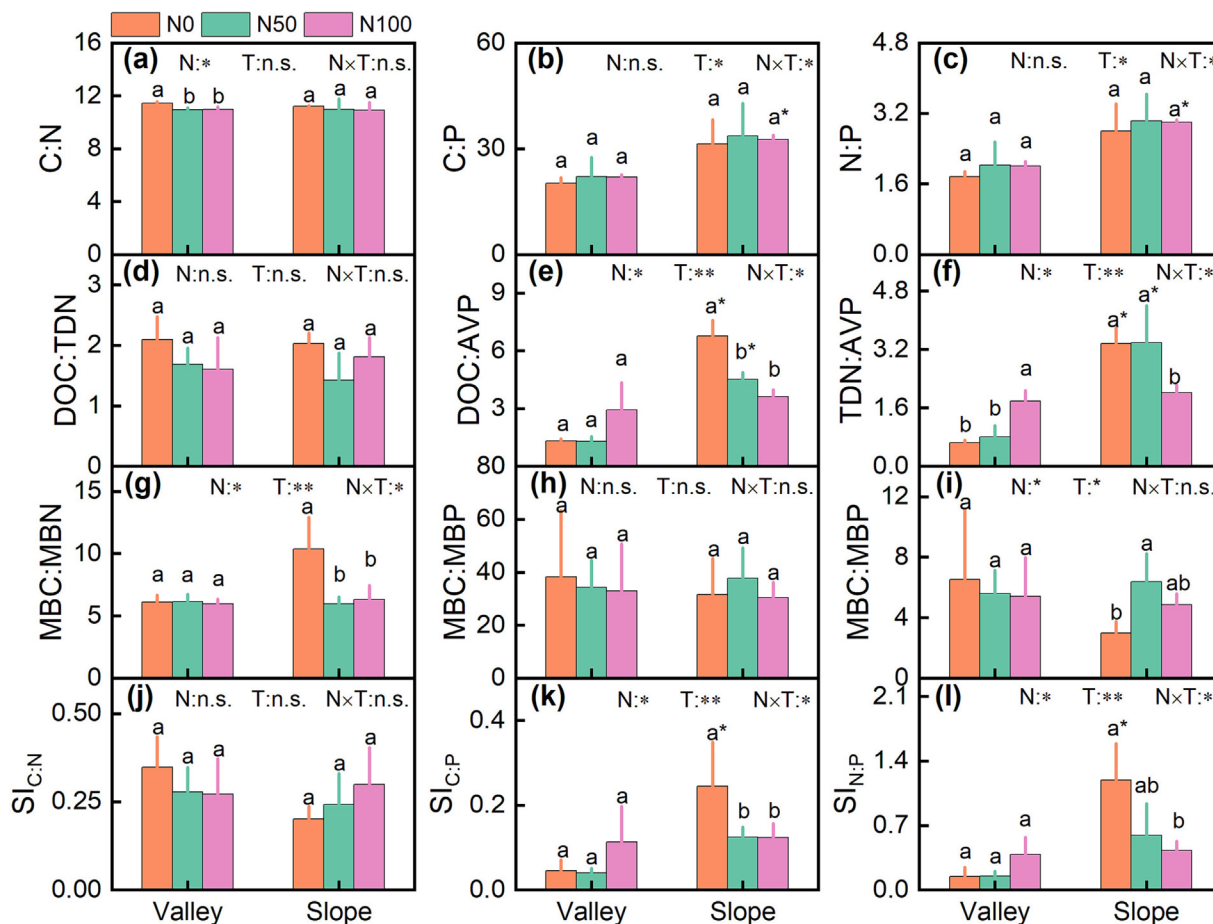 N0 N50 N100
(a) N:* T:n.s. N×T:n.s.
C:N
16
12
8
4
0
a b b a a a
(b) N:n.s. T:* N×T:*
C:P
60
30
0
a a a a a a*
(c) N:n.s. T:* N×T:*
N:P
4.8
3.2
1.6
0.0
a a a a a a*
(d) N:n.s. T:n.s. N×T:n.s.
DOC:TDN
3
2
1
0
a a a a a a
(e) N:* T:** N×T:*
DOC:AVP
9
6
3
80
a a a a* b* b
(f) N:* T:** N×T:*
TDN:AVP
4.8
3.2
1.6
0.0
b b a a* a* b
(g) N:* T:** N×T:*
MBC:MBN
15
10
5
0
a a a a b b
(h) N:n.s. T:n.s. N×T:n.s.
MBC:MBP
60
40
20
0
a a a a a a
(i) N:* T:* N×T:n.s.
MBC:MBP
12
8
4
0
a a a b a ab
(j) N:n.s. T:n.s. N×T:n.s.
SI C:N
0.50
0.25
0.00
a a a a a a
Valley Slope
(k) N:* T:** N×T:*
SI C:P
0.4
0.2
0.0
a a a a* b b
Valley Slope
(l) N:* T:** N×T:*
SI N:P
2.1
1.4
0.7
0.0
a a a a* ab b
Valley Slope